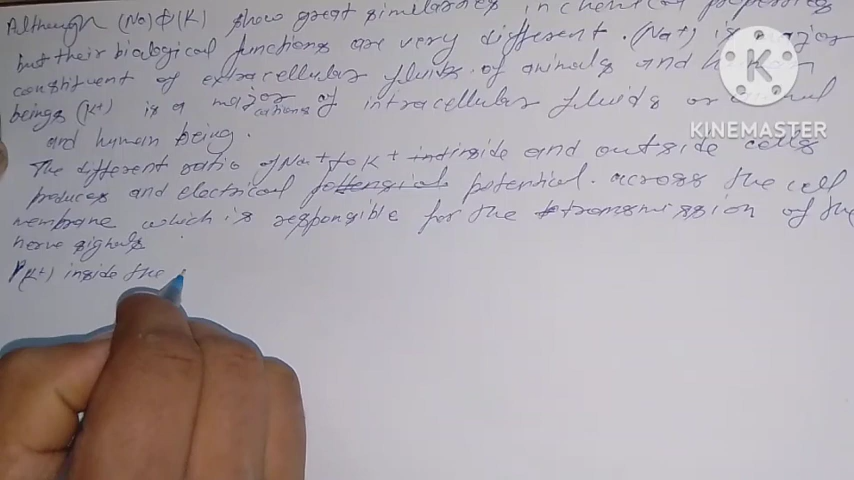 Although (Na) & (K) show great similarities in chemical properties
but their biological functions are very different. (Na+) is major
constituent of extracellular fluids of animals and human
beings (K+) is a major cations of intracellular fluids or animal
and human being.
The different ratio of Na+ to K+ inside and outside cells
produces and electrical potential across the cell
membrane which is responsible for the transmission of the
nerve signals
(K+) inside the
K
KINEMASTER